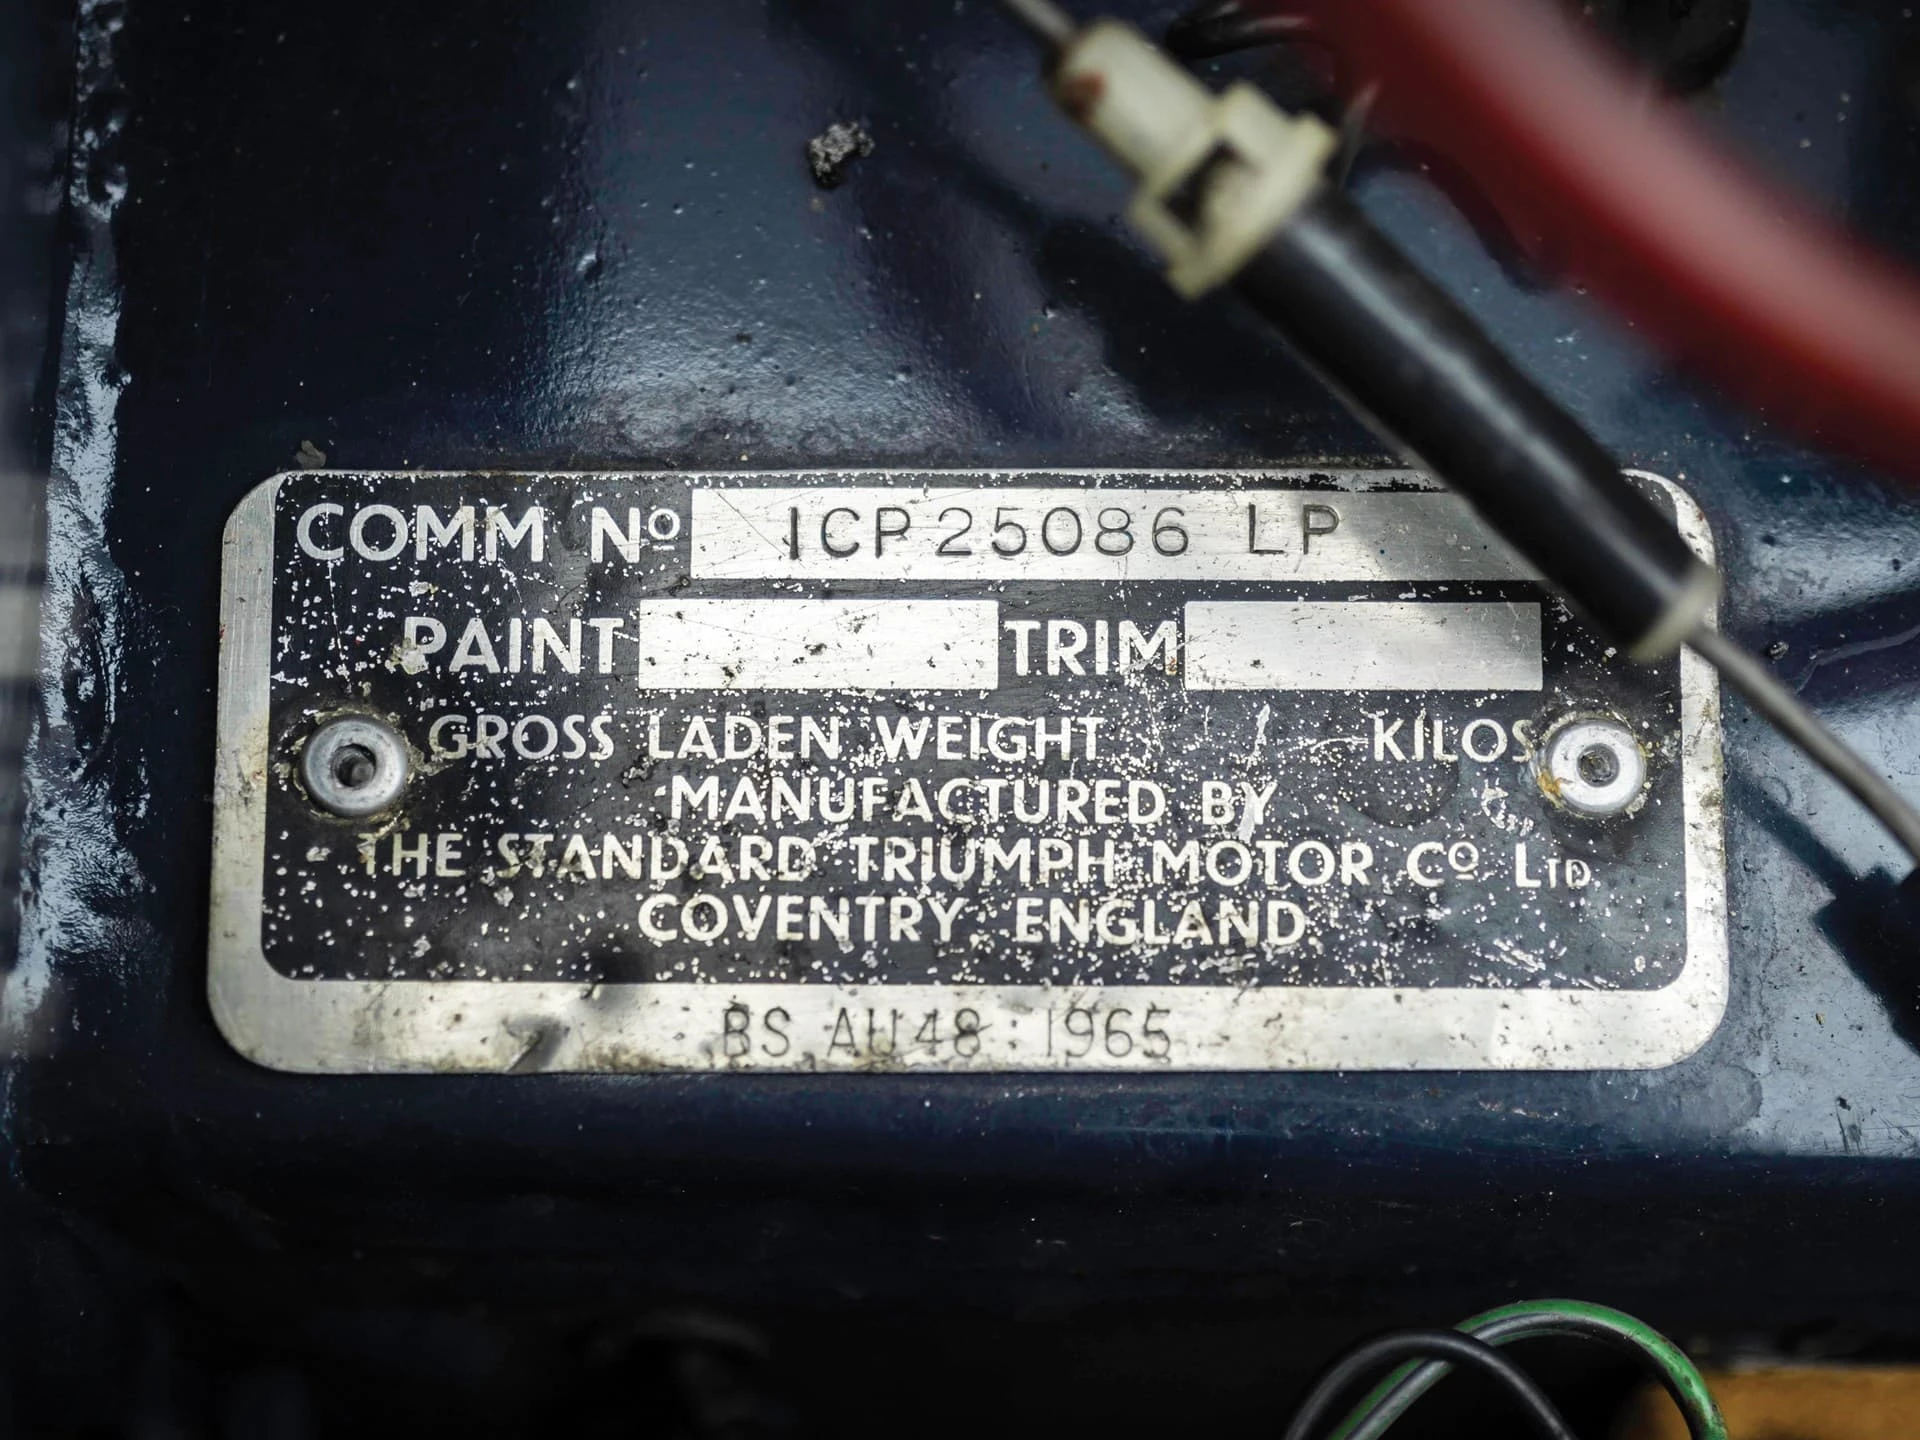 COMM Nº ICP25086 LP
PAINT TRIM
GROSS LADEN WEIGHT KILOS
MANUFACTURED BY
THE STANDARD TRIUMPH MOTOR Cº LTD
COVENTRY ENGLAND
BS AU48 : 1965